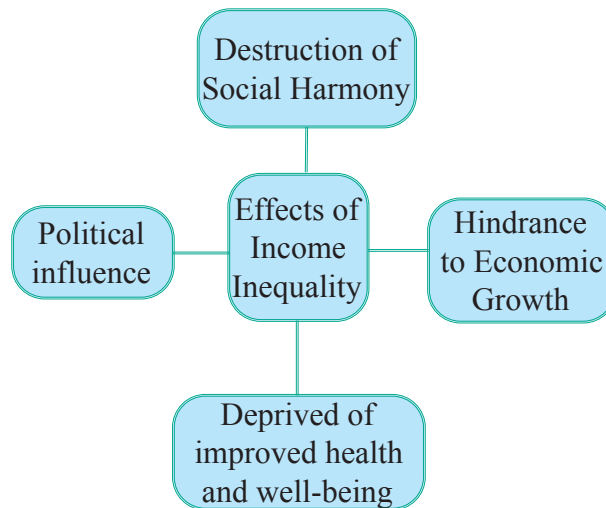 Destruction of
Social Harmony
Political
influence
Effects of
Income
Inequality
Hindrance
to Economic
Growth
Deprived of
improved health
and well-being